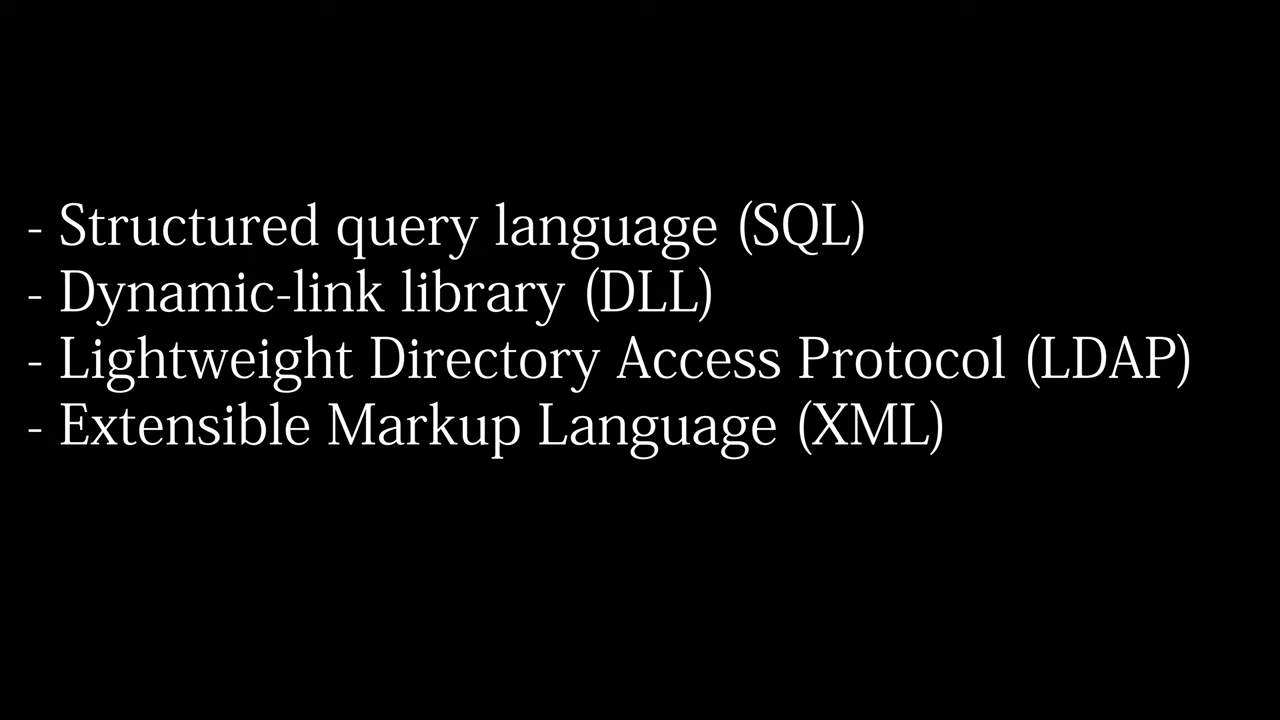 - Structured query language (SQL)
- Dynamic-link library (DLL)
- Lightweight Directory Access Protocol (LDAP)
- Extensible Markup Language (XML)